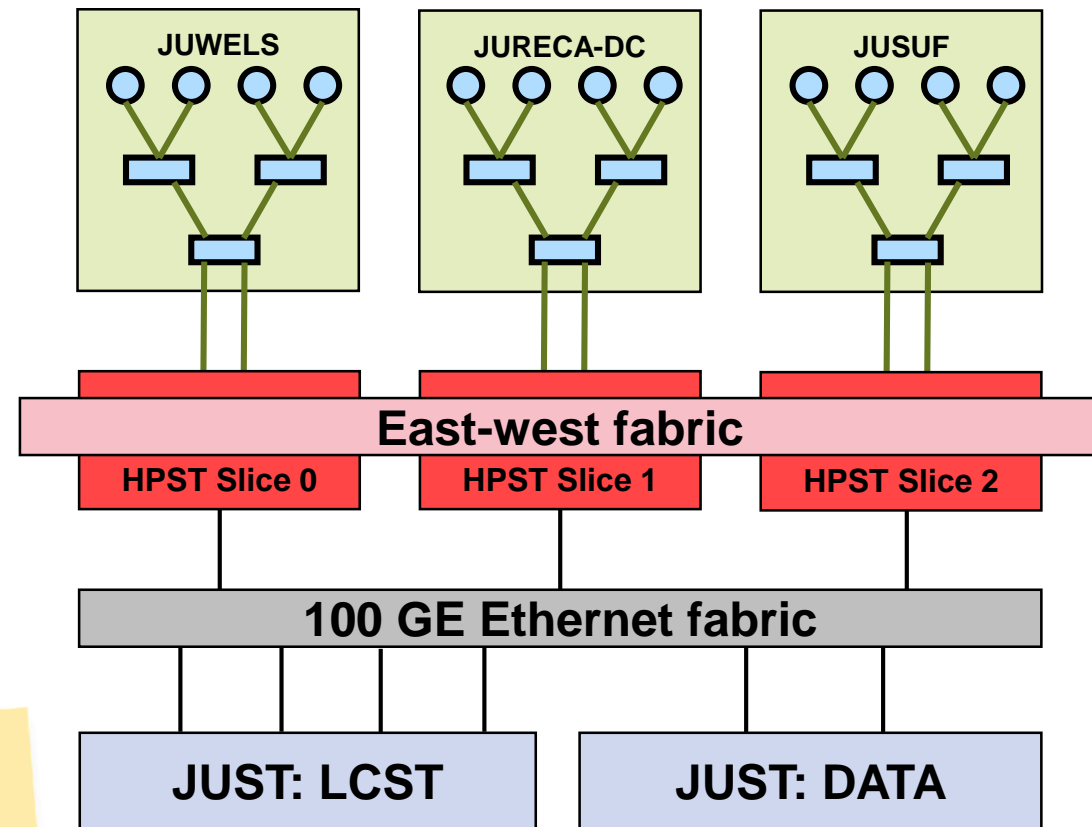 JUWELS
JURECA-DC
JUSUF
East-west fabric
HPST Slice 0
HPST Slice 1
HPST Slice 2
100 GE Ethernet fabric
JUST: LCST
JUST: DATA